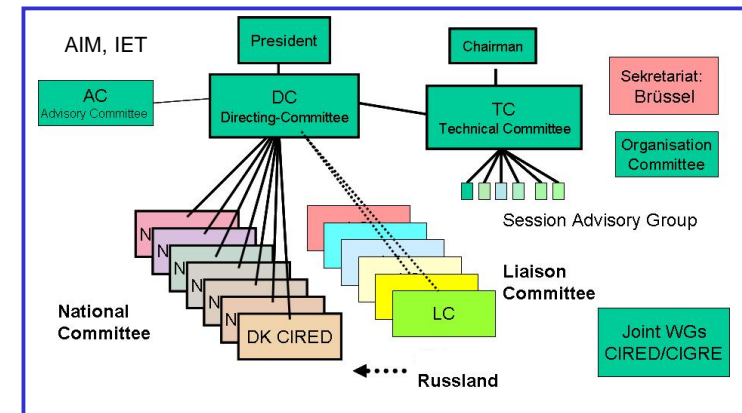 AIM, IET
President
Chairman
AC
Advisory Committee
DC
Directing-Committee
TC
Technical Committee
Sekretariat:
Brüssel
Organisation
Committee
Session Advisory Group
N
N
N
N
N
N
DK CIRED
National
Committee
LC
Liaison
Committee
Russland
Joint WGs
CIRED/CIGRE